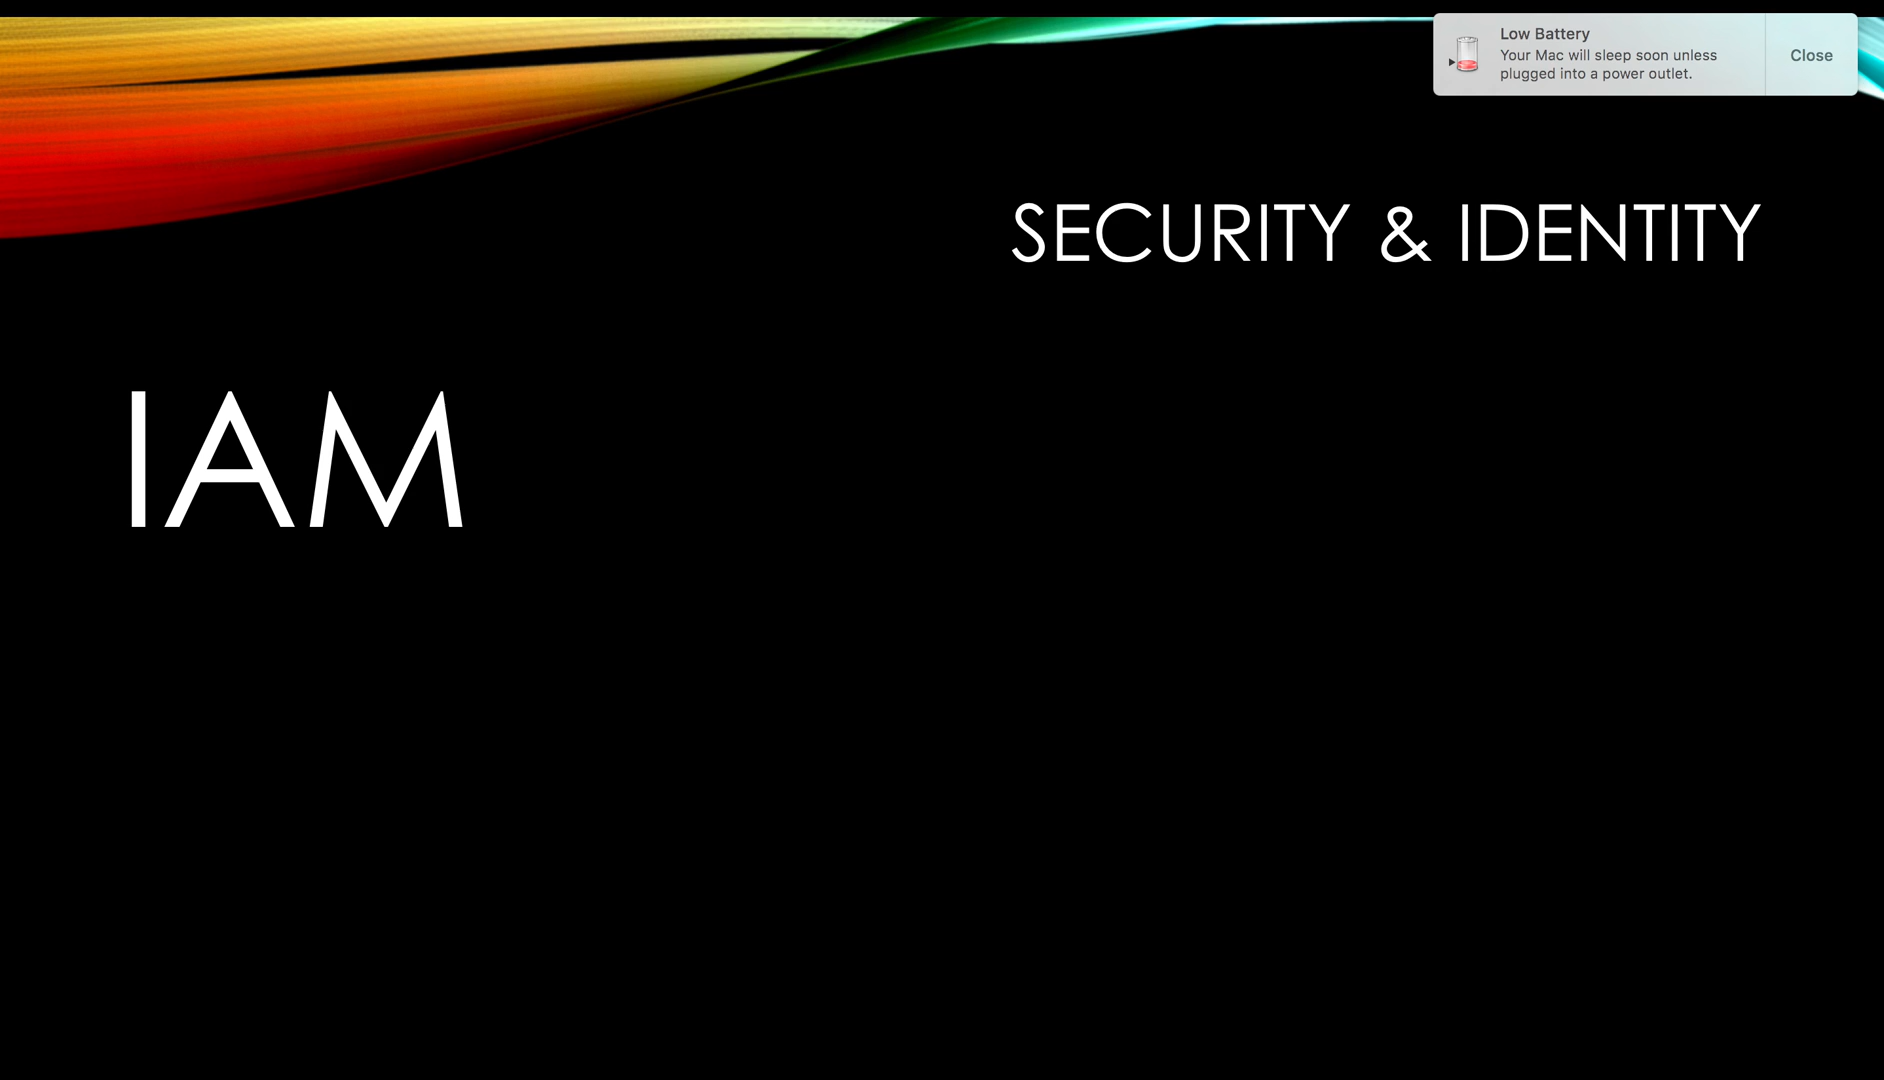 Low Battery
Your Mac will sleep soon unless
plugged into a power outlet.
Close
SECURITY & IDENTITY
IAM